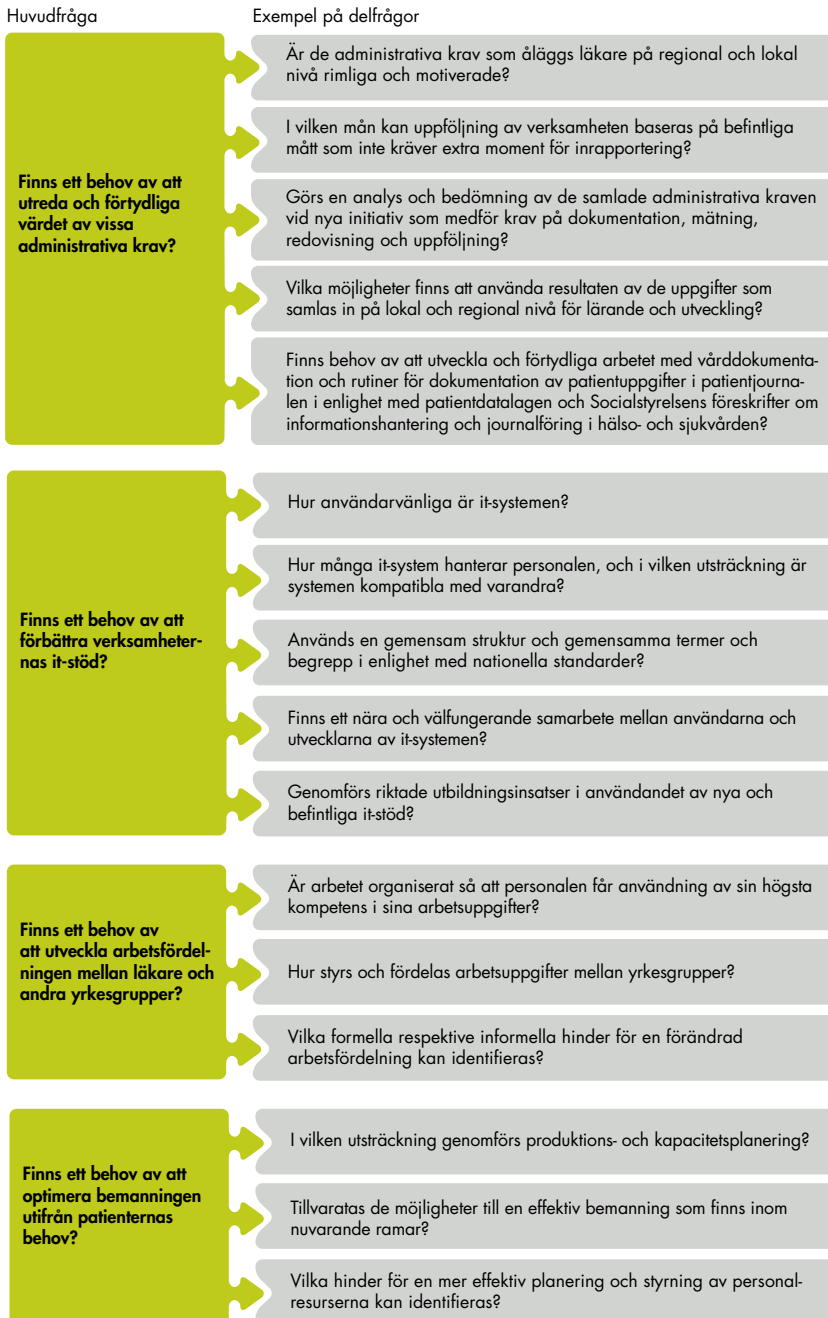 Huvudfråga
Exempel på delfrågor
Finns ett behov av att
utreda och förtydliga
värdet av vissa
administrativa krav?
Är de administrativa krav som åläggs läkare på regional och lokal
nivå rimliga och motiverade?
I vilken mån kan uppföljning av verksamheten baseras på befintliga
mått som inte kräver extra moment för inrapportering?
Görs en analys och bedömning av de samlade administrativa kraven
vid nya initiativ som medför krav på dokumentation, mätning,
redovisning och uppföljning?
Vilka möjligheter finns att använda resultaten av de uppgifter som
samlas in på lokal och regional nivå för lärande och utveckling?
Finns behov av att utveckla och förtydliga arbetet med vårddokumenta-
tion och rutiner för dokumentation av patientuppgifter i patientjourna-
len i enlighet med patientdatalagen och Socialstyrelsens föreskrifter om
informationshantering och journalföring i hälso- och sjukvården?
Finns ett behov av att
förbättra verksamheter-
nas it-stöd?
Hur användarvänliga är it-systemen?
Hur många it-system hanterar personalen, och i vilken utsträckning är
systemen kompatibla med varandra?
Används en gemensam struktur och gemensamma termer och
begrepp i enlighet med nationella standarder?
Finns ett nära och välfungerande samarbete mellan användarna och
utvecklarna av it-systemen?
Genomförs riktade utbildningsinsatser i användandet av nya och
befintliga it-stöd?
Finns ett behov av
att utveckla arbetsfördel-
ningen mellan läkare och
andra yrkesgrupper?
Är arbetet organiserat så att personalen får användning av sin högsta
kompetens i sina arbetsuppgifter?
Hur styrs och fördelas arbetsuppgifter mellan yrkesgrupper?
Vilka formella respektive informella hinder för en förändrad
arbetsfördelning kan identifieras?
Finns ett behov av att
optimera bemanningen
utifrån patienternas
behov?
I vilken utsträckning genomförs produktions- och kapacitetsplanering?
Tillvaratas de möjligheter till en effektiv bemanning som finns inom
nuvarande ramar?
Vilka hinder för en mer effektiv planering och styrning av personal-
resurserna kan identifieras?